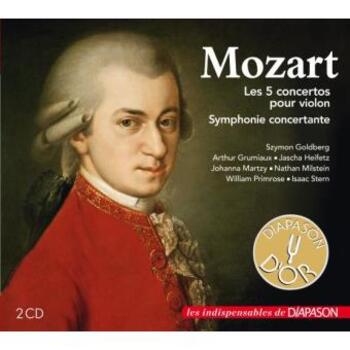 Mozart
Les 5 concertos
pour violon
Symphonie concertante
Szymon Goldberg
Arthur Grumiaux • Jascha Heifetz
Johanna Martzy • Nathan Milstein
William Primrose • Isaac Stern
DIAPASON
D'OR
2 CD
les indispensables de DIAPASON